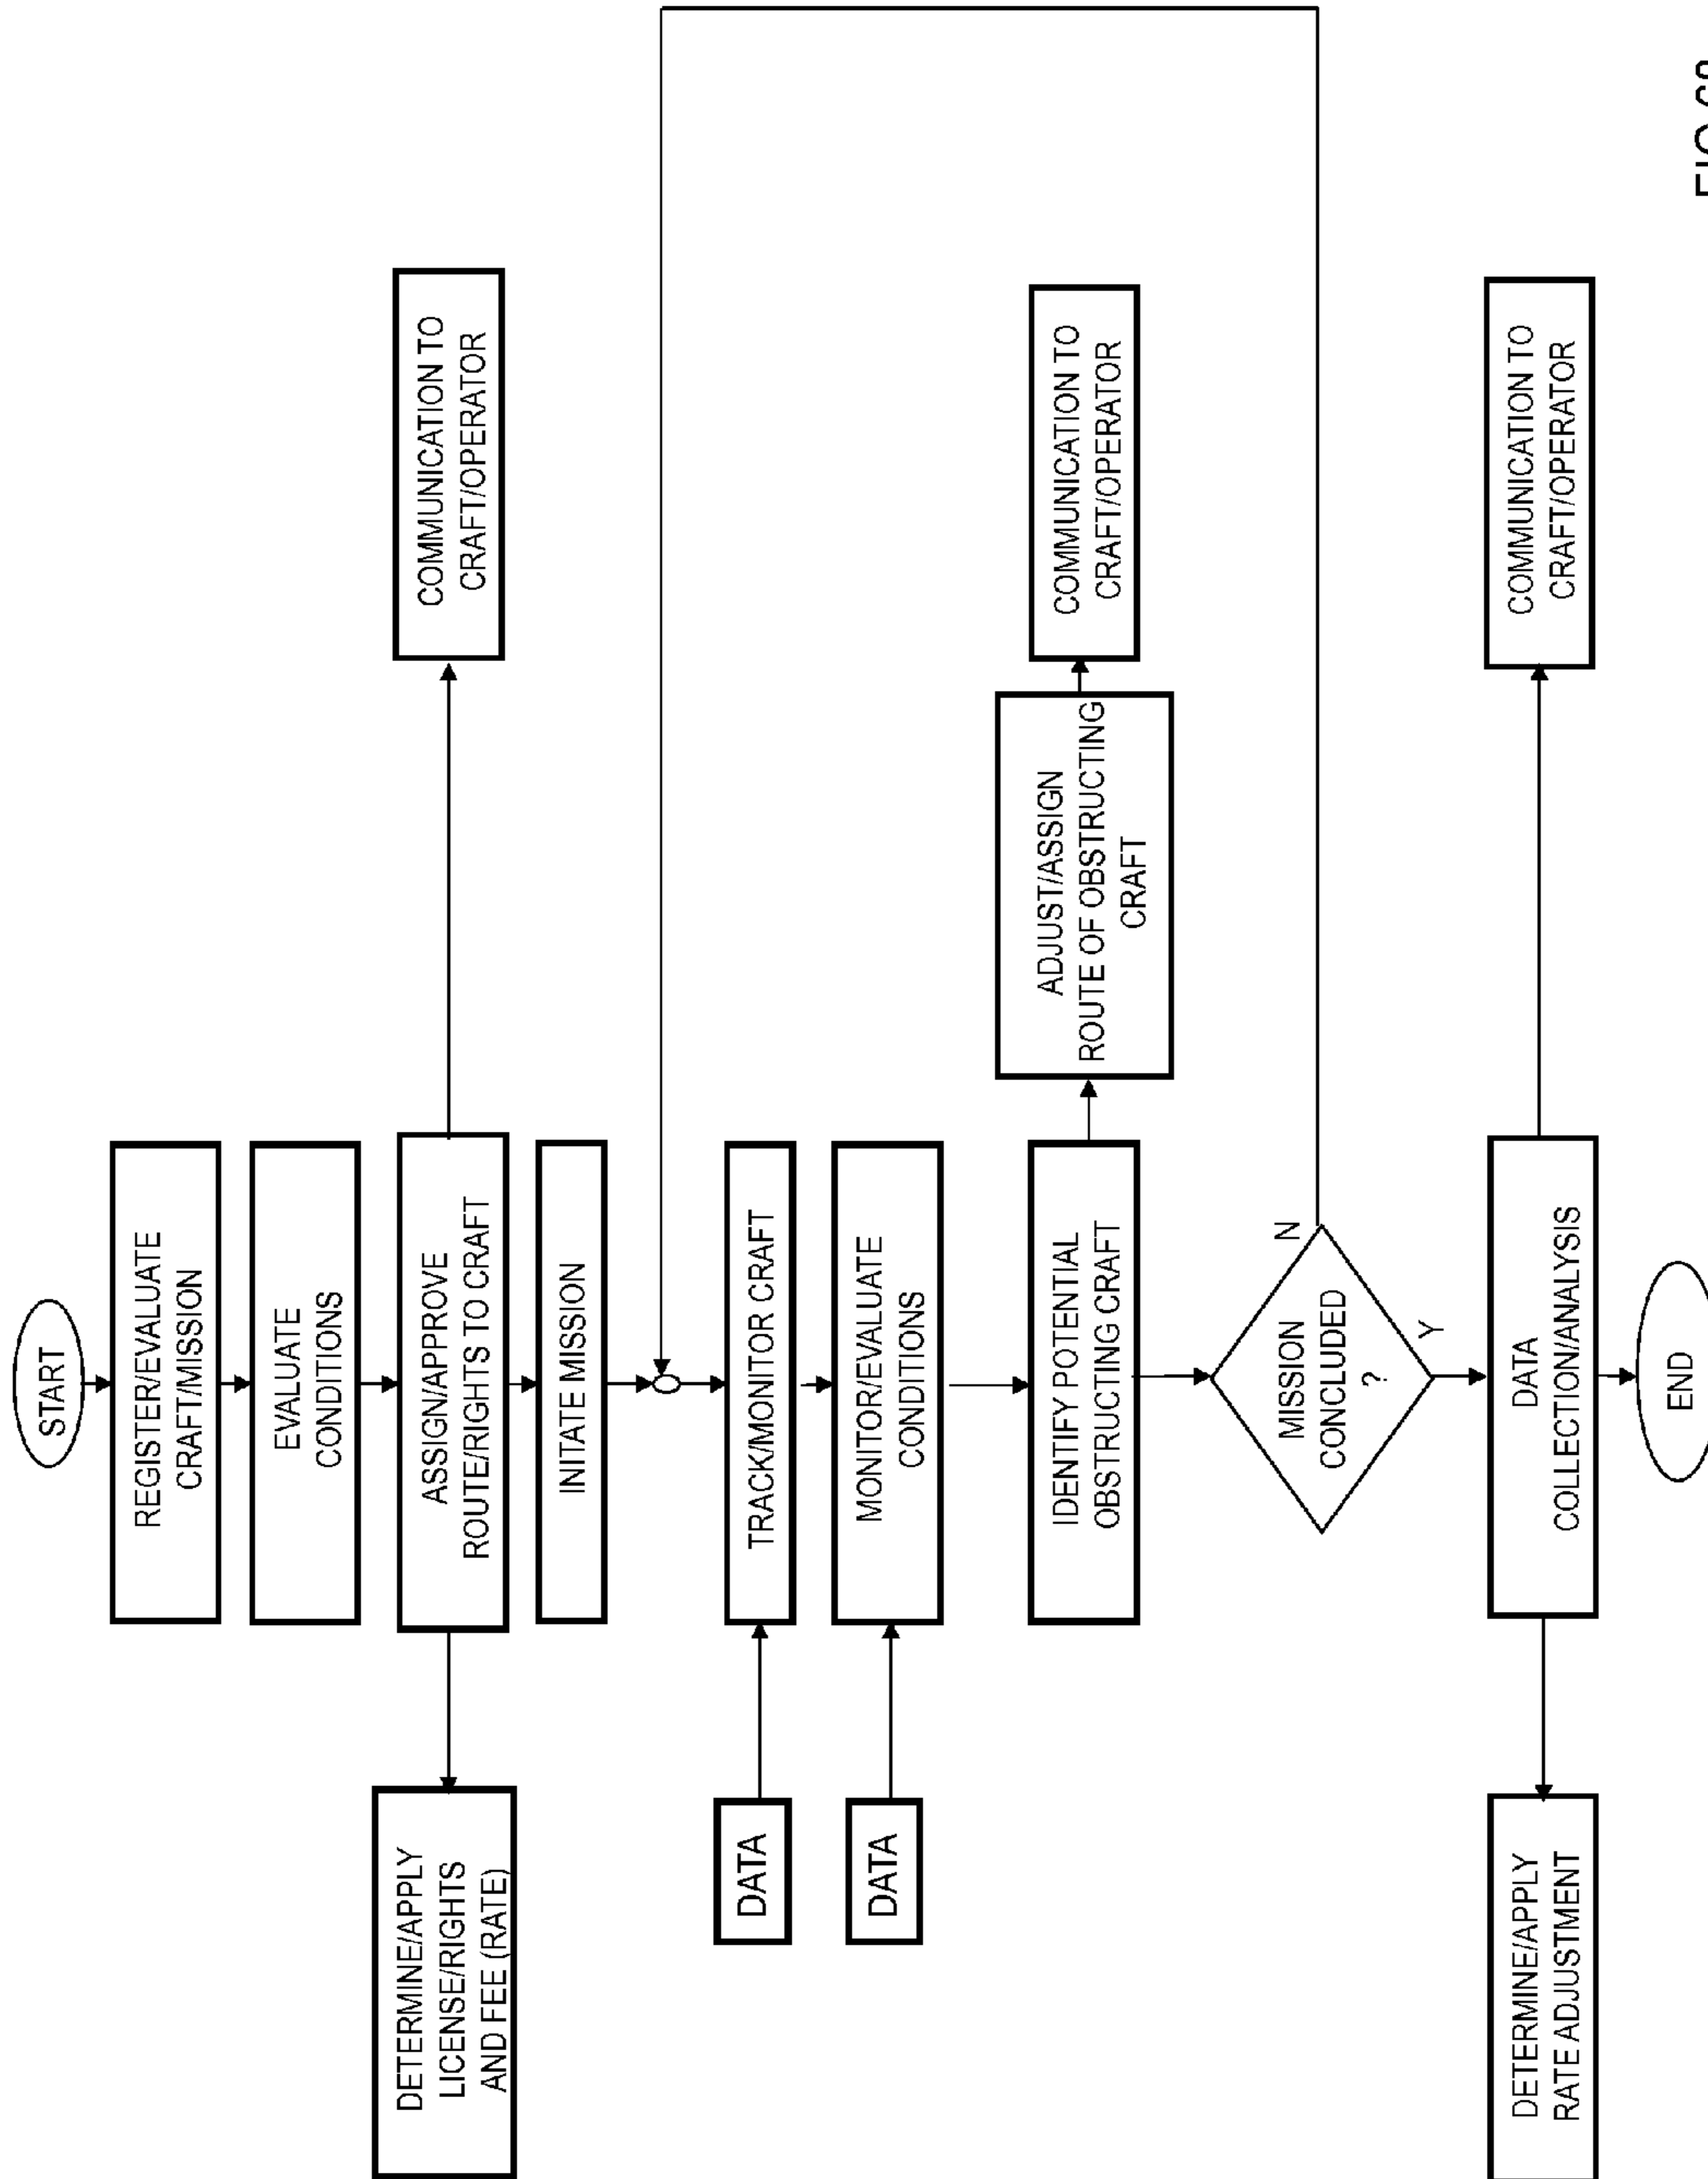 START
REGISTER/EVALUATE
CRAFT/MISSION
EVALUATE
CONDITIONS
DETERMINE/APPLY
LICENSE/RIGHTS
AND FEE (RATE)
ASSIGN/APPROVE
ROUTE/RIGHTS TO CRAFT
COMMUNICATION TO
CRAFT/OPERATOR
INITATE MISSION
DATA
TRACK/MONITOR CRAFT
DATA
MONITOR/EVALUATE
CONDITIONS
IDENTIFY POTENTIAL
OBSTRUCTING CRAFT
ADJUST/ASSIGN
ROUTE OF OBSTRUCTING
CRAFT
COMMUNICATION TO
CRAFT/OPERATOR
MISSION
CONCLUDED
?
N
Y
DETERMINE/APPLY
RATE ADJUSTMENT
DATA
COLLECTION/ANALYSIS
COMMUNICATION TO
CRAFT/OPERATOR
END
FIG